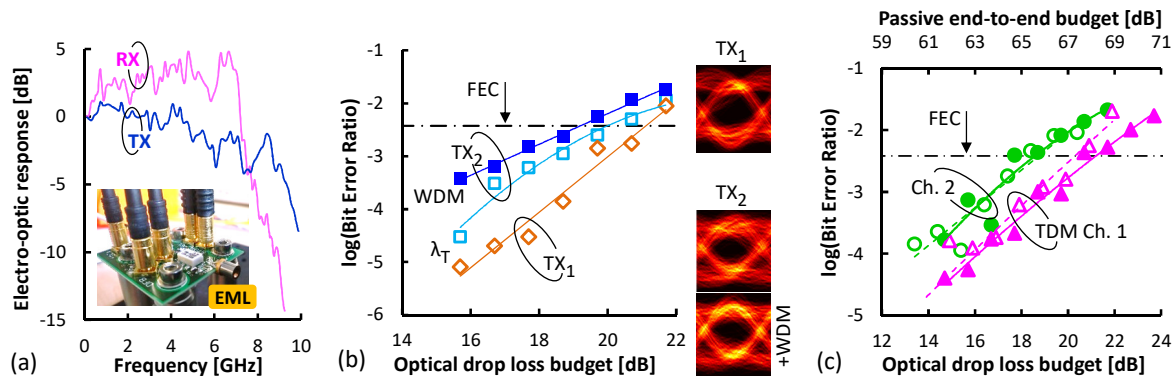 (a)
Electro-optic response [dB]
5
0
-5
-10
-15
RX
TX
EML
0 2 4 6 8 10
Frequency [GHz]
(b)
log(Bit Error Ratio)
-1
-2
-3
-4
-5
-6
FEC
TX2
WDM
λT
TX1
14 16 18 20 22
Optical drop loss budget [dB]
TX1
TX2
+WDM
(c)
Passive end-to-end budget [dB]
59 61 63 65 67 69 71
log(Bit Error Ratio)
-1
-2
-3
-4
-5
FEC
Ch. 2
TDM Ch. 1
12 14 16 18 20 22 24
Optical drop loss budget [dB]